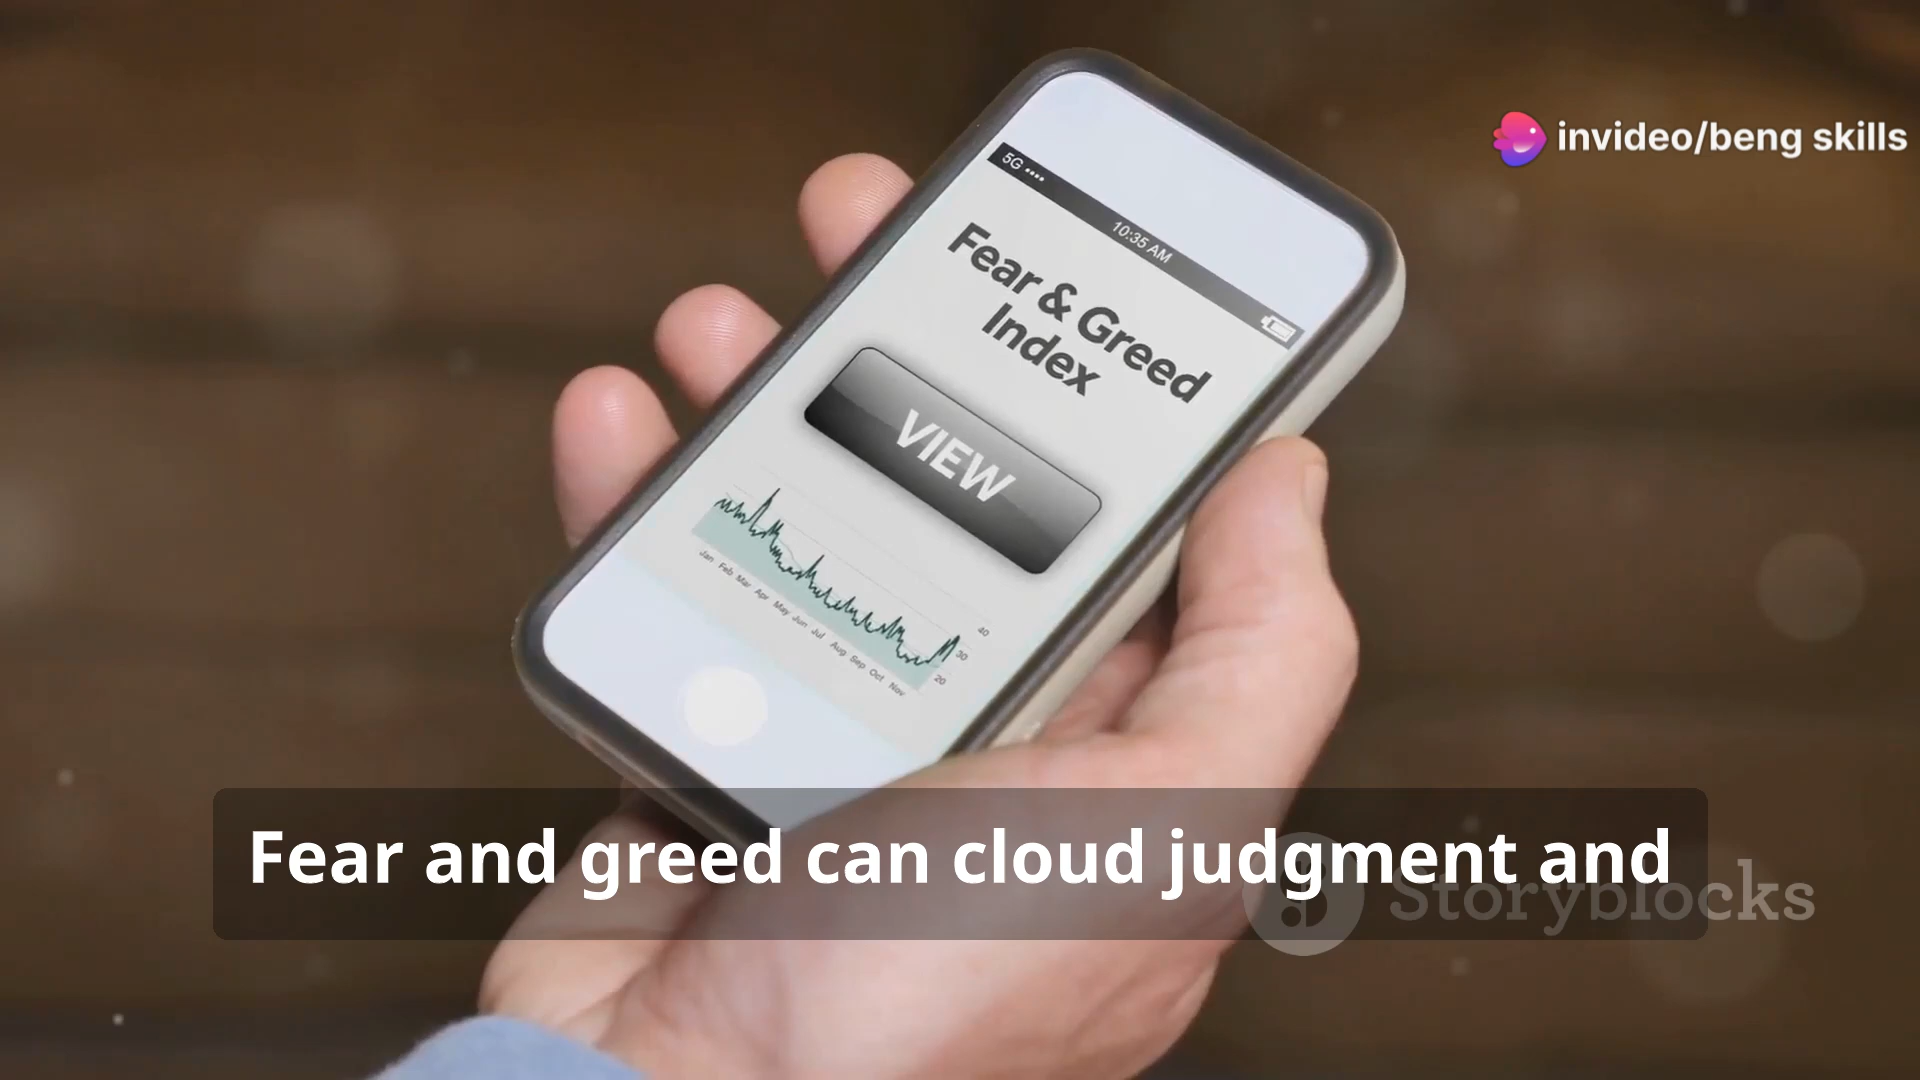 invideo/beng skills
5G
10:35 AM
Fear & Greed
Index
VIEW
40
30
20
Jan Feb Mar Apr May Jun Jul Aug Sep Oct Nov
Fear and greed can cloud judgment and
Storyblocks